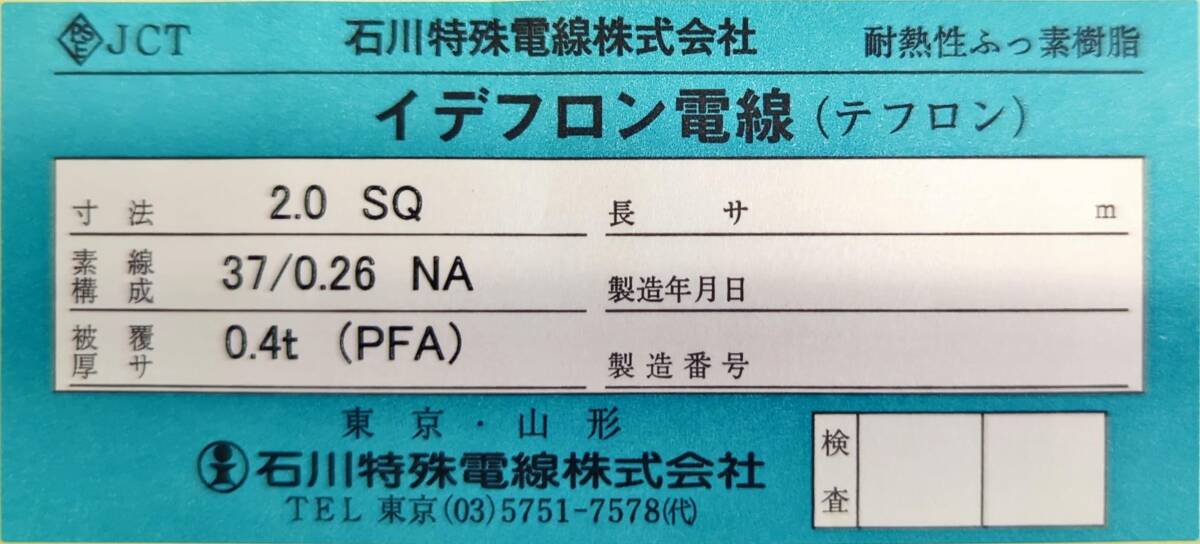 PSE JCT 石川特殊電線株式会社 耐熱性ふっ素樹脂
イデフロン電線(テフロン)
寸法 2.0 SQ 長サ m
素線構成 37/0.26 NA 製造年月日
被覆厚サ 0.4t (PFA) 製造番号
東京・山形
石川特殊電線株式会社
TEL 東京(03)5751-7578(代)
検査